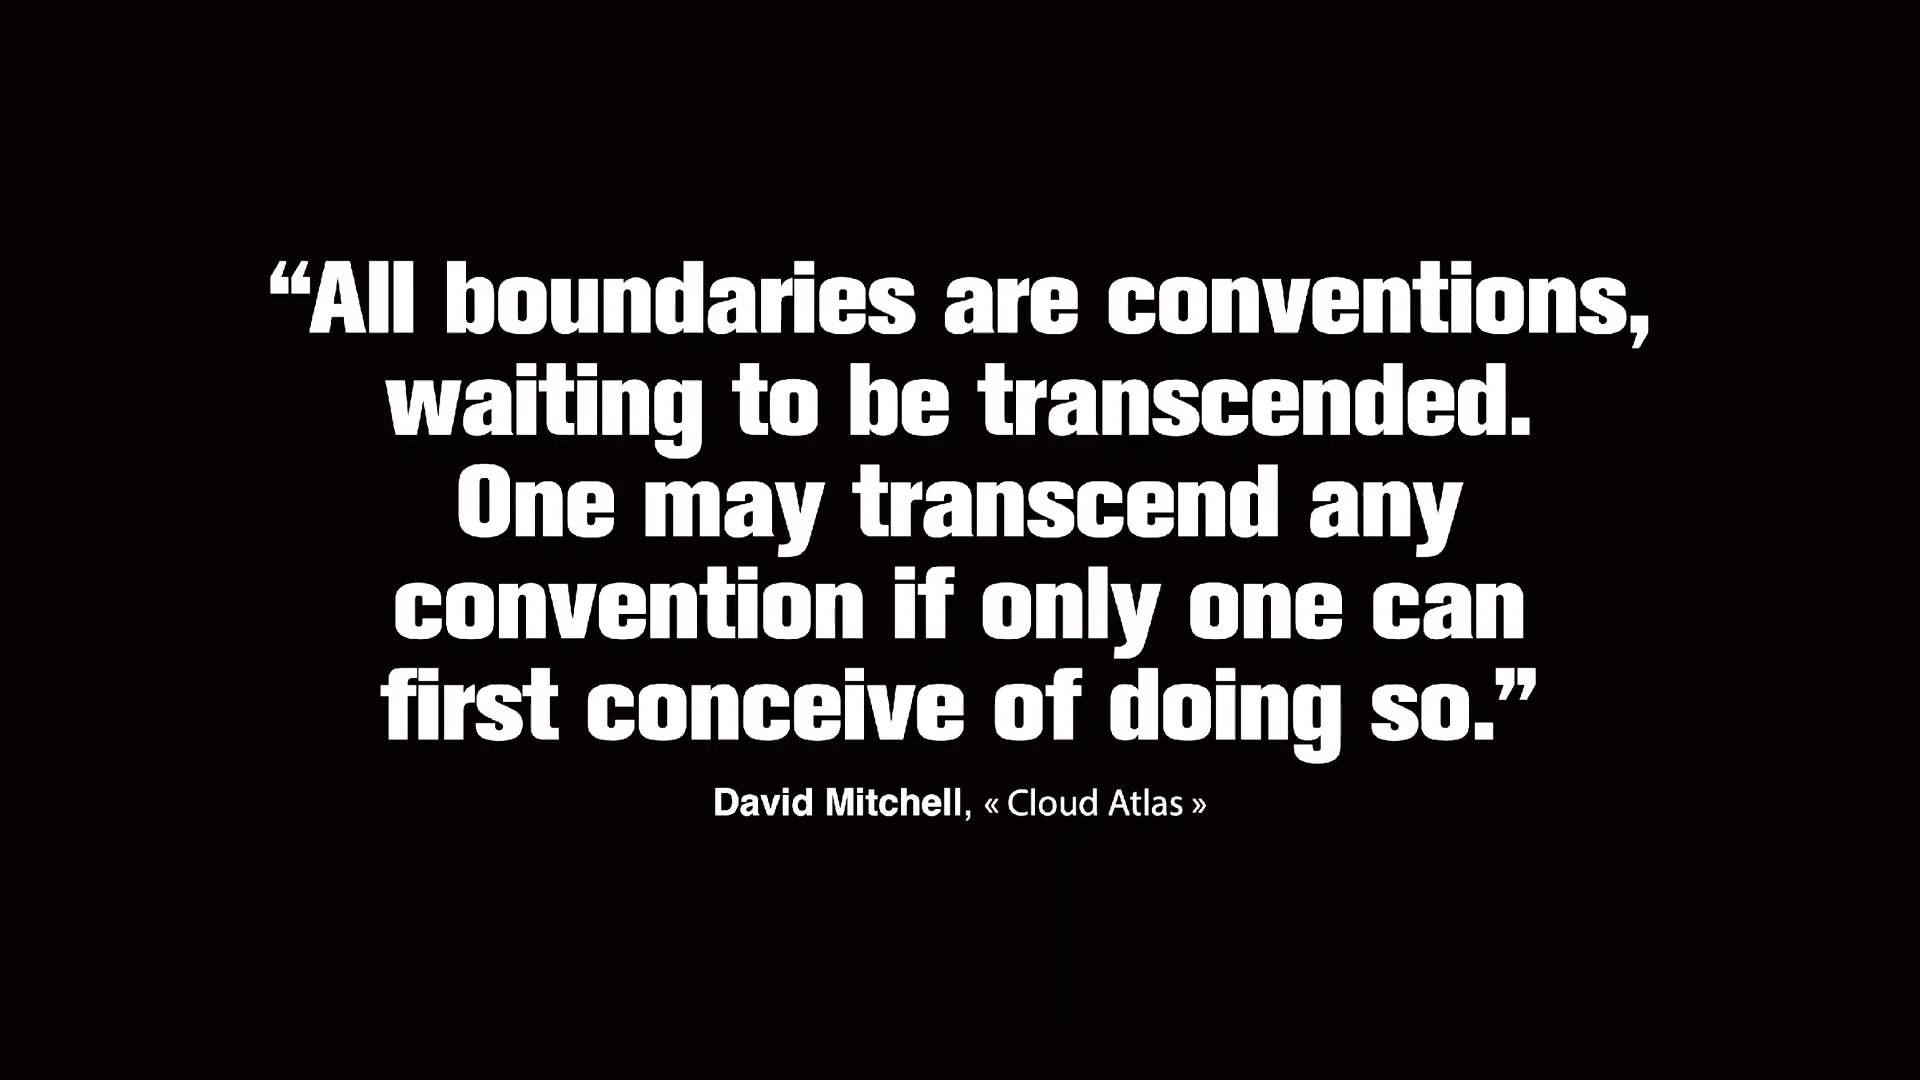 “All boundaries are conventions,
waiting to be transcended.
One may transcend any
convention if only one can
first conceive of doing so.”
David Mitchell, « Cloud Atlas »